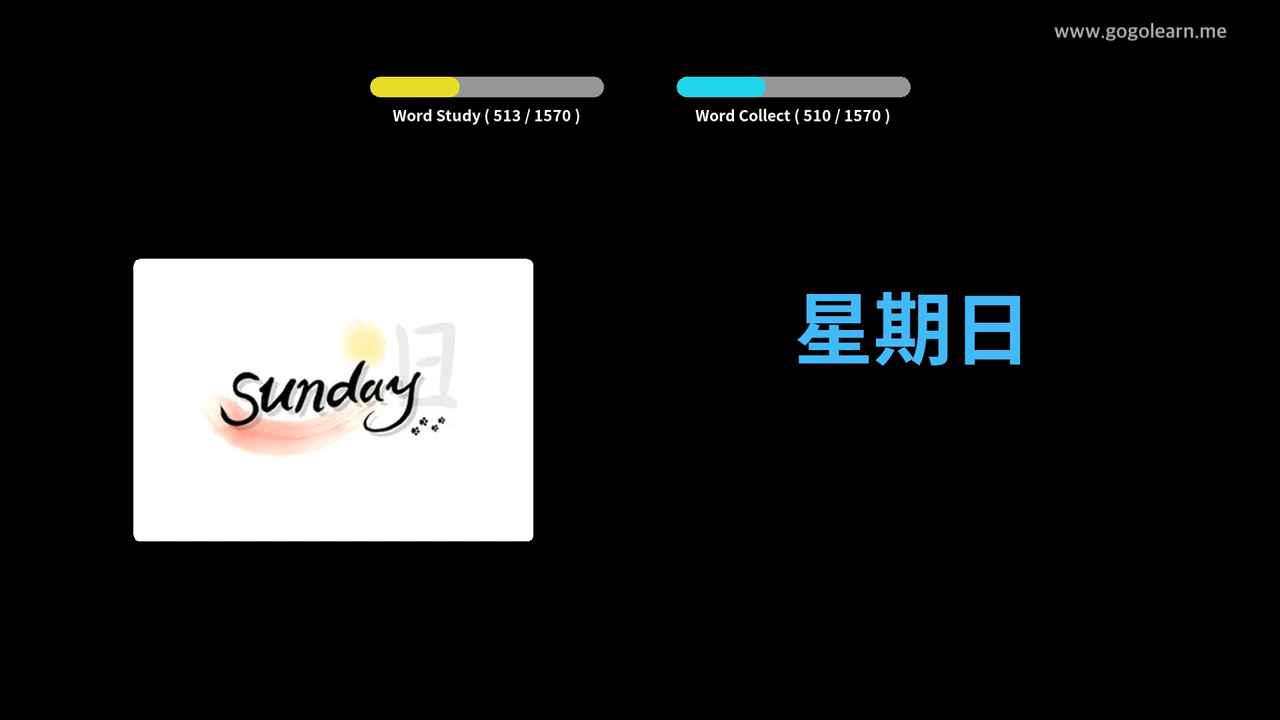 www.gogolearn.me
Word Study ( 513 / 1570 )
Word Collect ( 510 / 1570 )
日
Sunday
星期日